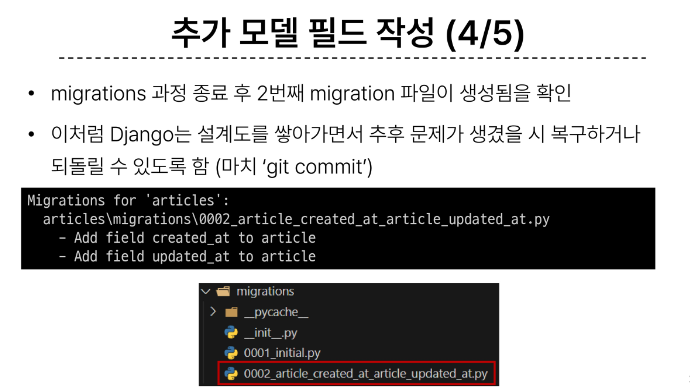 추가 모델 필드 작성 (4/5)
• migrations 과정 종료 후 2번째 migration 파일이 생성됨을 확인
• 이처럼 Django는 설계도를 쌓아가면서 추후 문제가 생겼을 시 복구하거나
되돌릴 수 있도록 함 (마치 ‘git commit’)
Migrations for 'articles':
articles\migrations\0002_article_created_at_article_updated_at.py
- Add field created_at to article
- Add field updated_at to article
migrations
__pycache__
__init__.py
0001_initial.py
0002_article_created_at_article_updated_at.py